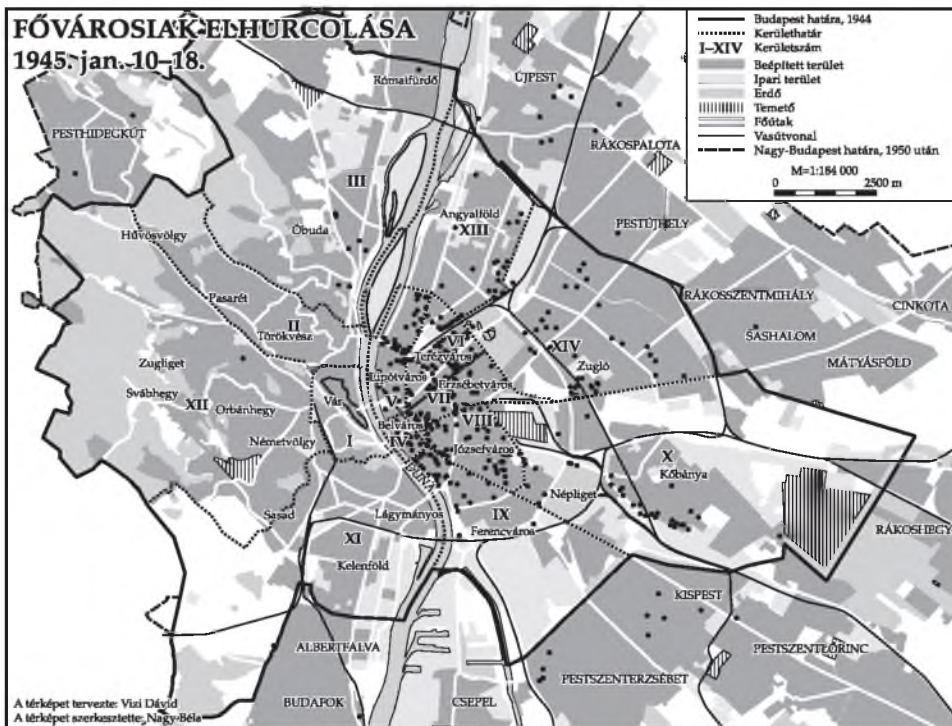 FŐVÁROSIAK ELHURCOLÁSA
1945. jan. 10–18.
Budapest határa, 1944
Kerülethatár
I–XIV Kerületszám
Beépített terület
Ipari terület
Erdő
Temető
Főútak
Vasútvonal
Nagy-Budapest határa, 1950 után
M=1:184 000
0 2500 m
Rómaifürdő
ÚJPEST
PESTHIDEGKÚT
RÁKOSPALOTA
III
Angyalföld
XIII
Óbuda
PESTÚJHELY
Hűvösvölgy
RÁKOSSZENTMIHÁLY
CINKOTA
Pasarét
II
Törökvész
VI
Terézváros
XIV
Zugló
SASHALOM
MÁTYÁSFÖLD
Zugliget
Lipótváros
Erzsébetváros
Svábhegy
XII
Orbánhegy
Vár
V
VII
VIII
Németvölgy
I
Belváros
IV
Józsefváros
X
Kőbánya
DUNA
Népliget
Sasad
Lágymányos
IX
Ferencváros
RÁKOSHEGY
XI
Kelenföld
KISPEST
ALBERTFALVA
PESTSZENTLŐRINC
PESTSZENTERZSÉBET
BUDAFOK
CSEPEL
A térképet tervezte: Vizi Dávid
A térképet szerkesztette: Nagy Béla